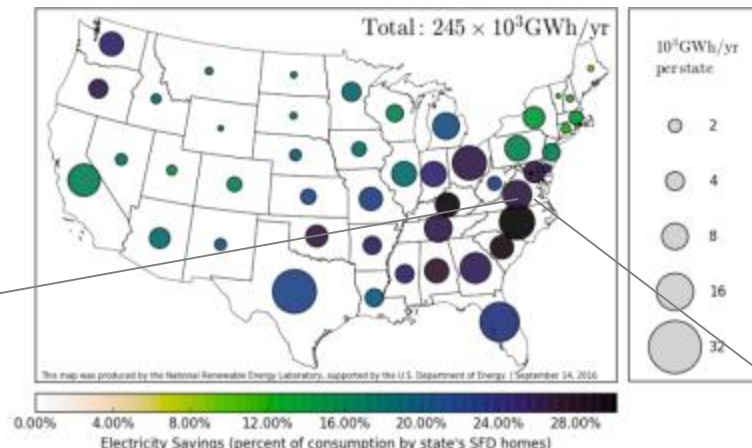 Total: 245 × 10³GWh/yr
10³GWh/yr
per state
2
4
8
16
32
This map was produced by the National Renewable Energy Laboratory, supported by the U.S. Department of Energy. | September 14, 2016
0.00% 4.00% 8.00% 12.00% 16.00% 20.00% 24.00% 28.00%
Electricity Savings (percent of consumption by state's SFD homes)